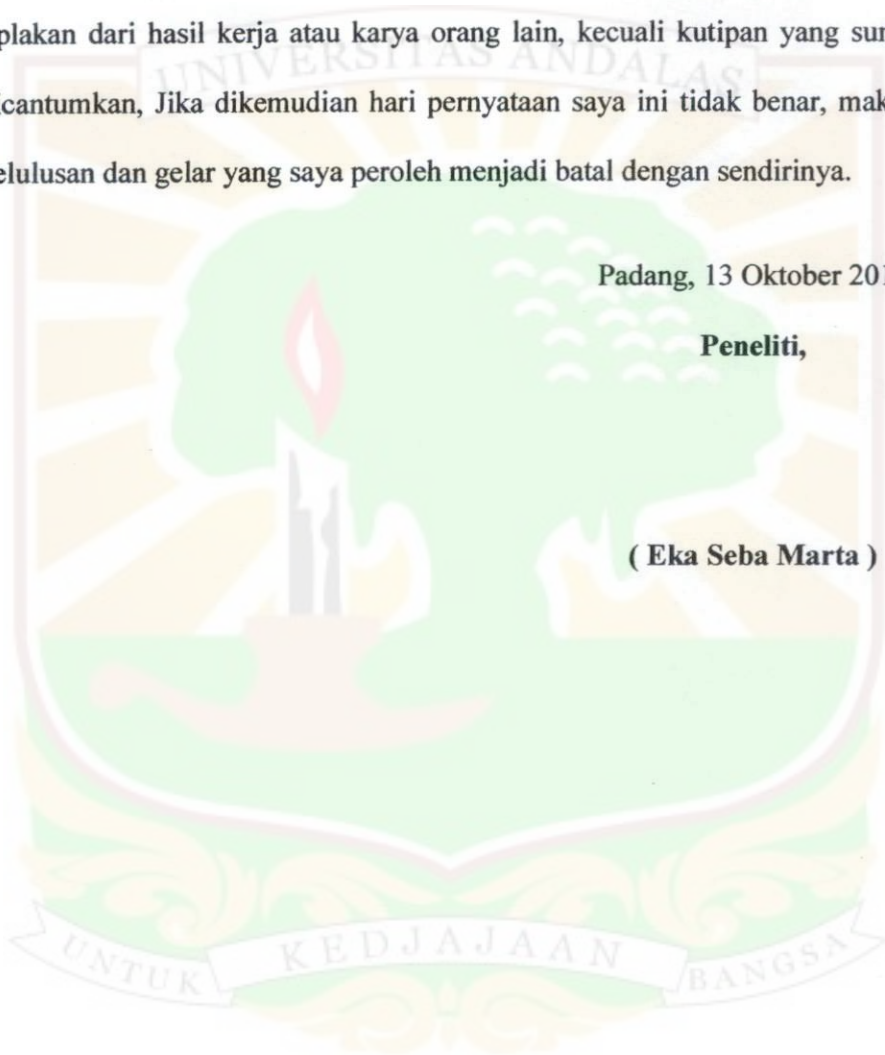 plakan dari hasil kerja atau karya orang lain, kecuali kutipan yang sur
UNIVERSITAS ANDALAS
cantumkan, Jika dikemudian hari pernyataan saya ini tidak benar, mak
elulusan dan gelar yang saya peroleh menjadi batal dengan sendirinya.
Padang, 13 Oktober 201
Peneliti,
( Eka Seba Marta )
UNTUK KEDJAJAAN BANGSA